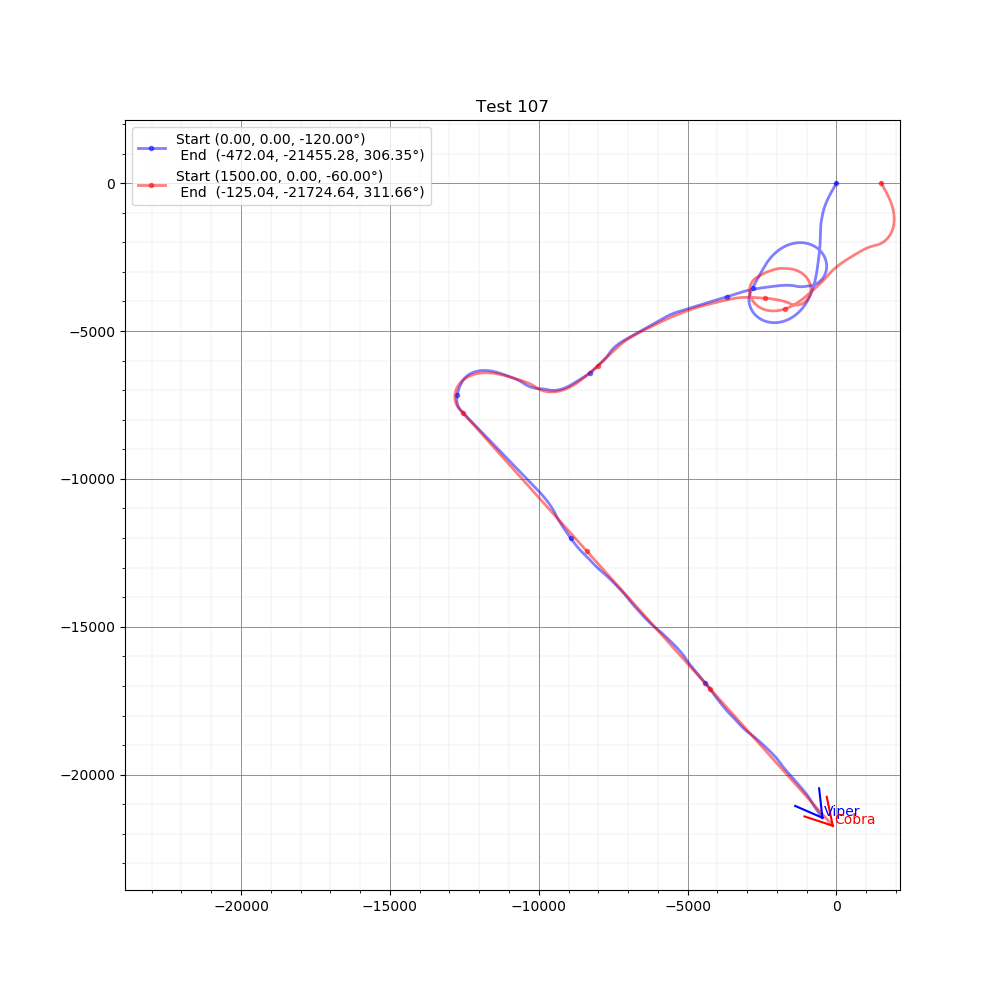 Test 107
Start (0.00, 0.00, -120.00°)
End (-472.04, -21455.28, 306.35°)
Start (1500.00, 0.00, -60.00°)
End (-125.04, -21724.64, 311.66°)
0
−5000
−10000
−15000
−20000
Viper
Cobra
−20000
−15000
−10000
−5000
0